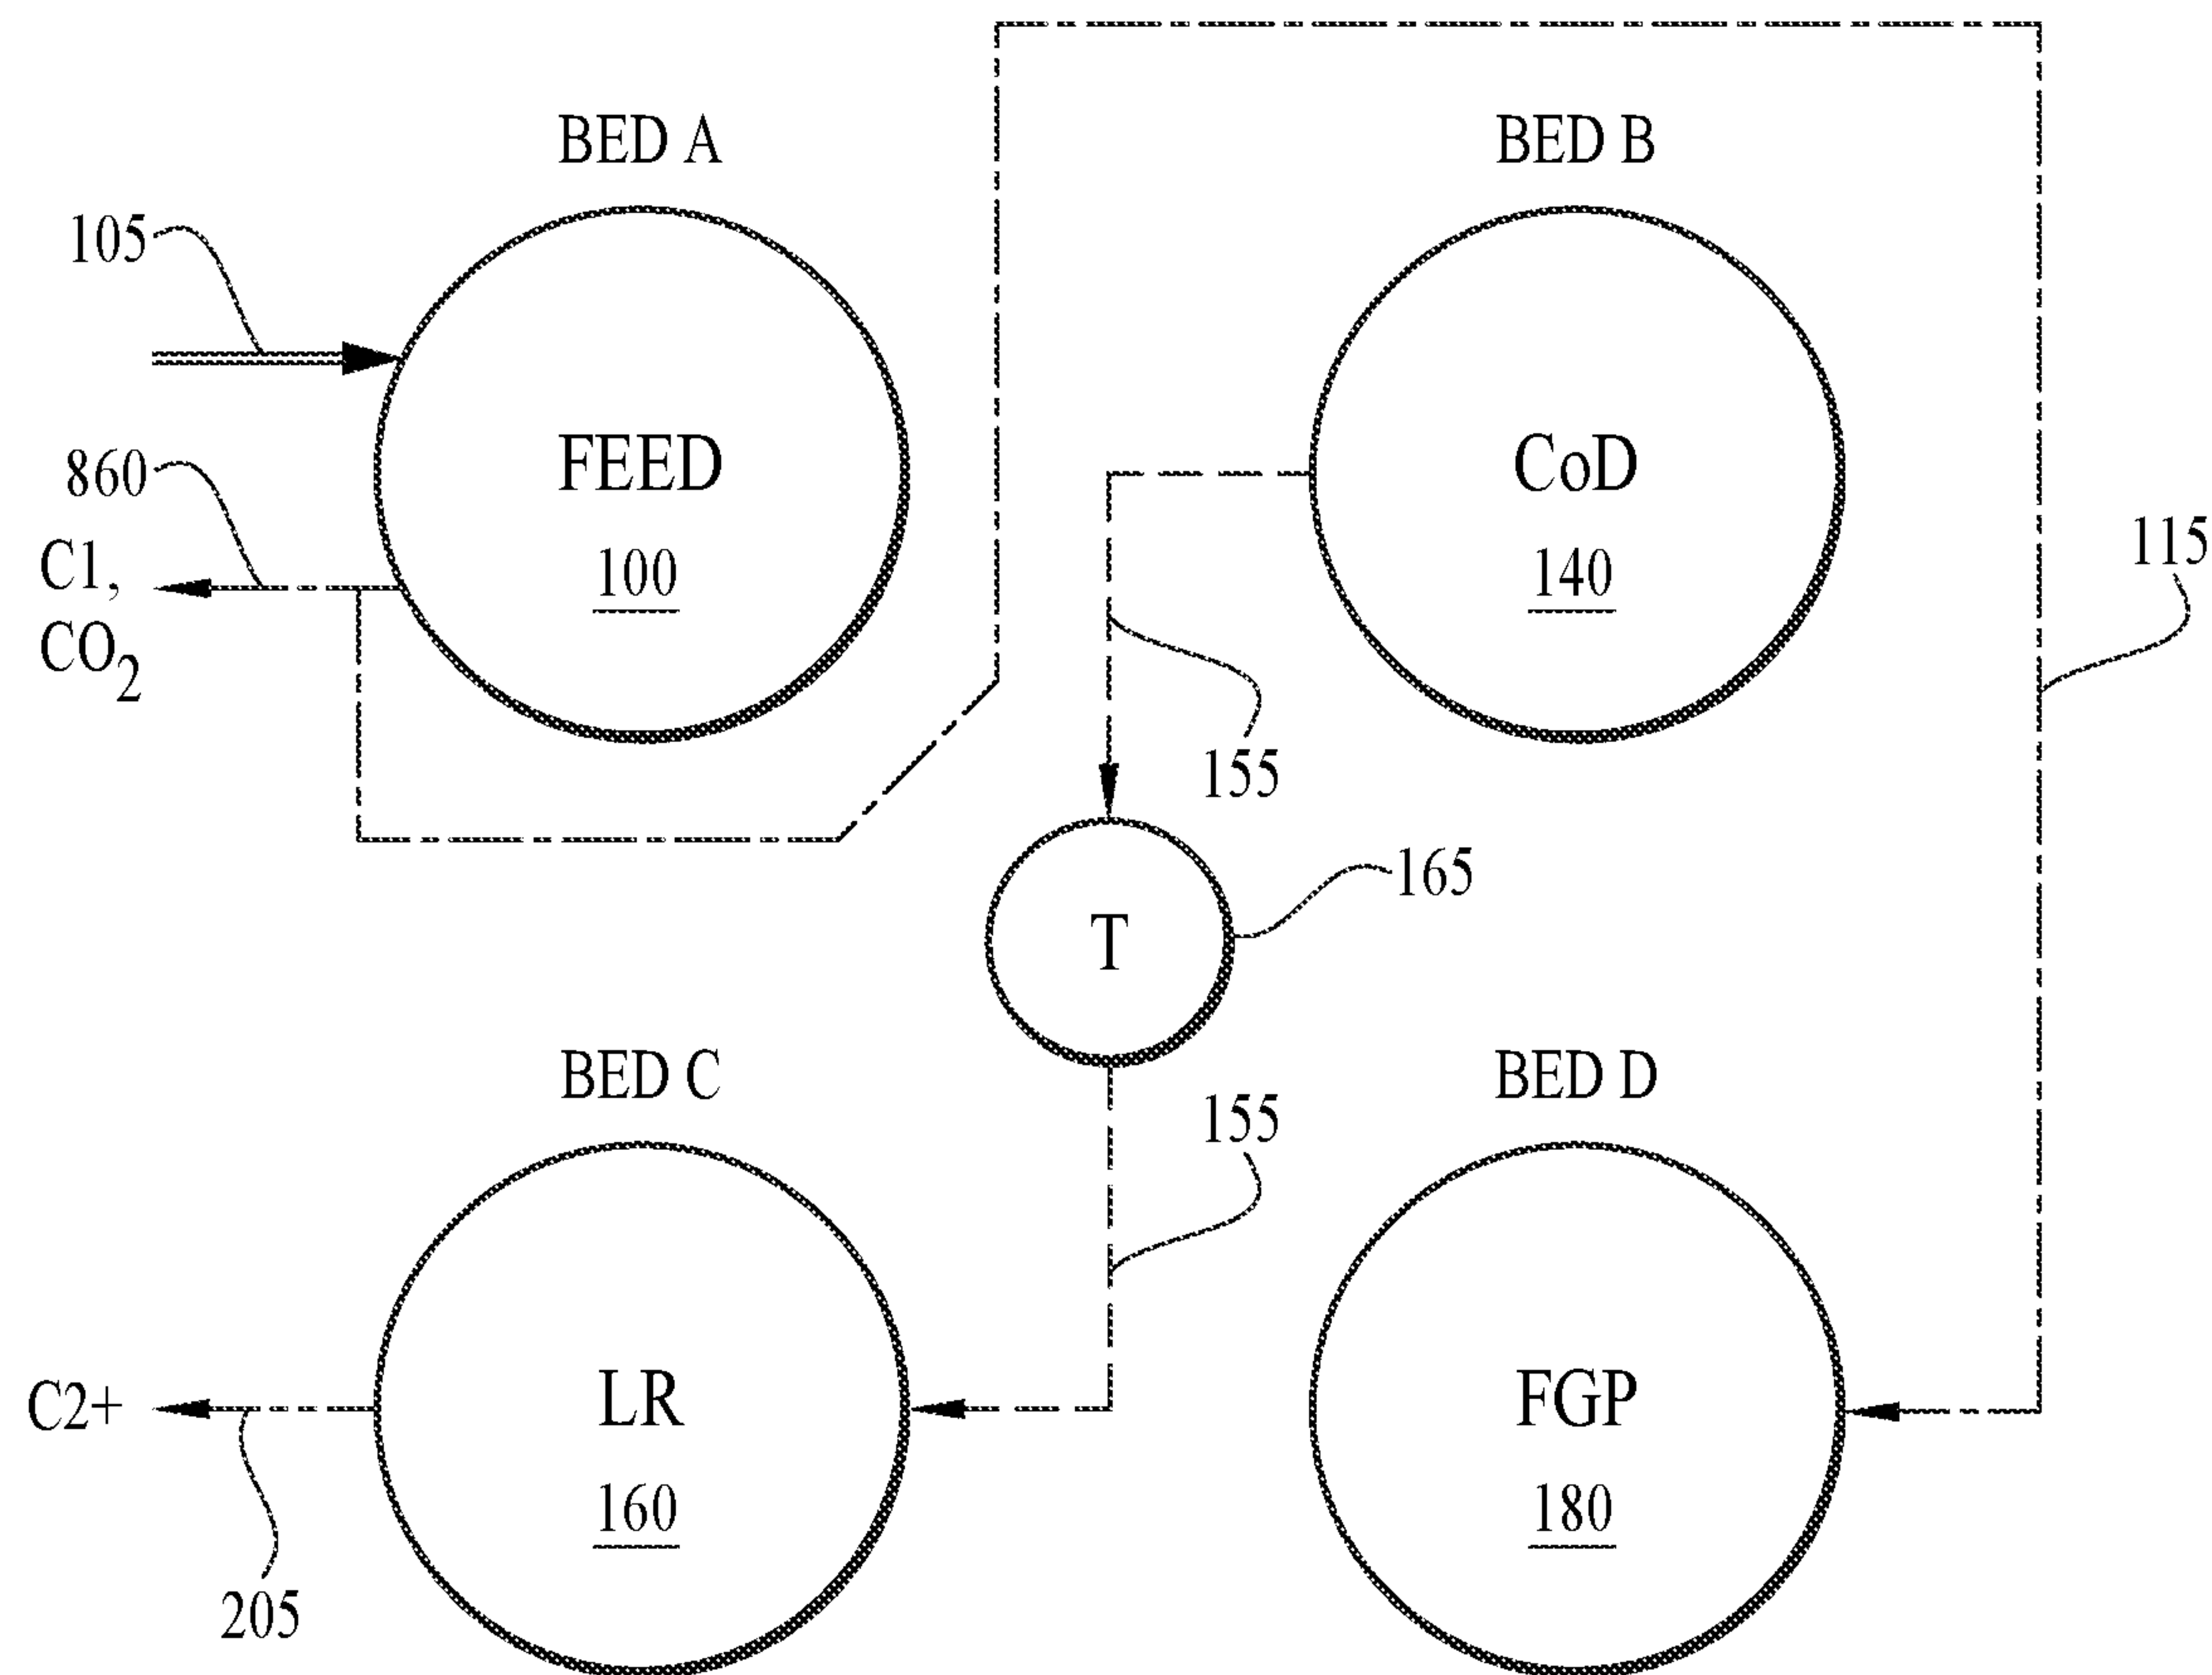 BED A
BED B
105
FEED
CoD
860
100
140
115
C1,
CO2
155
165
T
BED C
BED D
155
LR
FGP
C2+
160
180
205